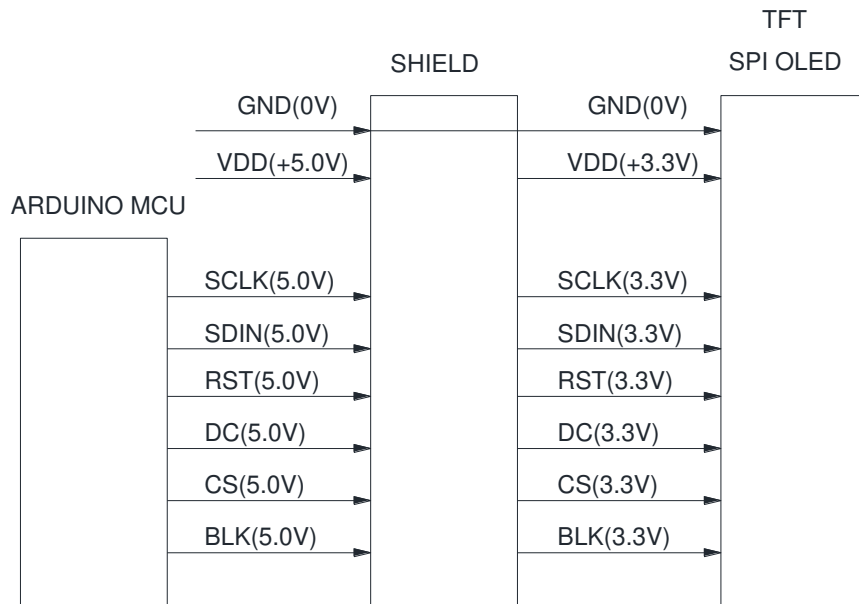 TFT
SHIELD
SPI OLED
GND(0V)
GND(0V)
VDD(+5.0V)
VDD(+3.3V)
ARDUINO MCU
SCLK(5.0V)
SCLK(3.3V)
SDIN(5.0V)
SDIN(3.3V)
RST(5.0V)
RST(3.3V)
DC(5.0V)
DC(3.3V)
CS(5.0V)
CS(3.3V)
BLK(5.0V)
BLK(3.3V)